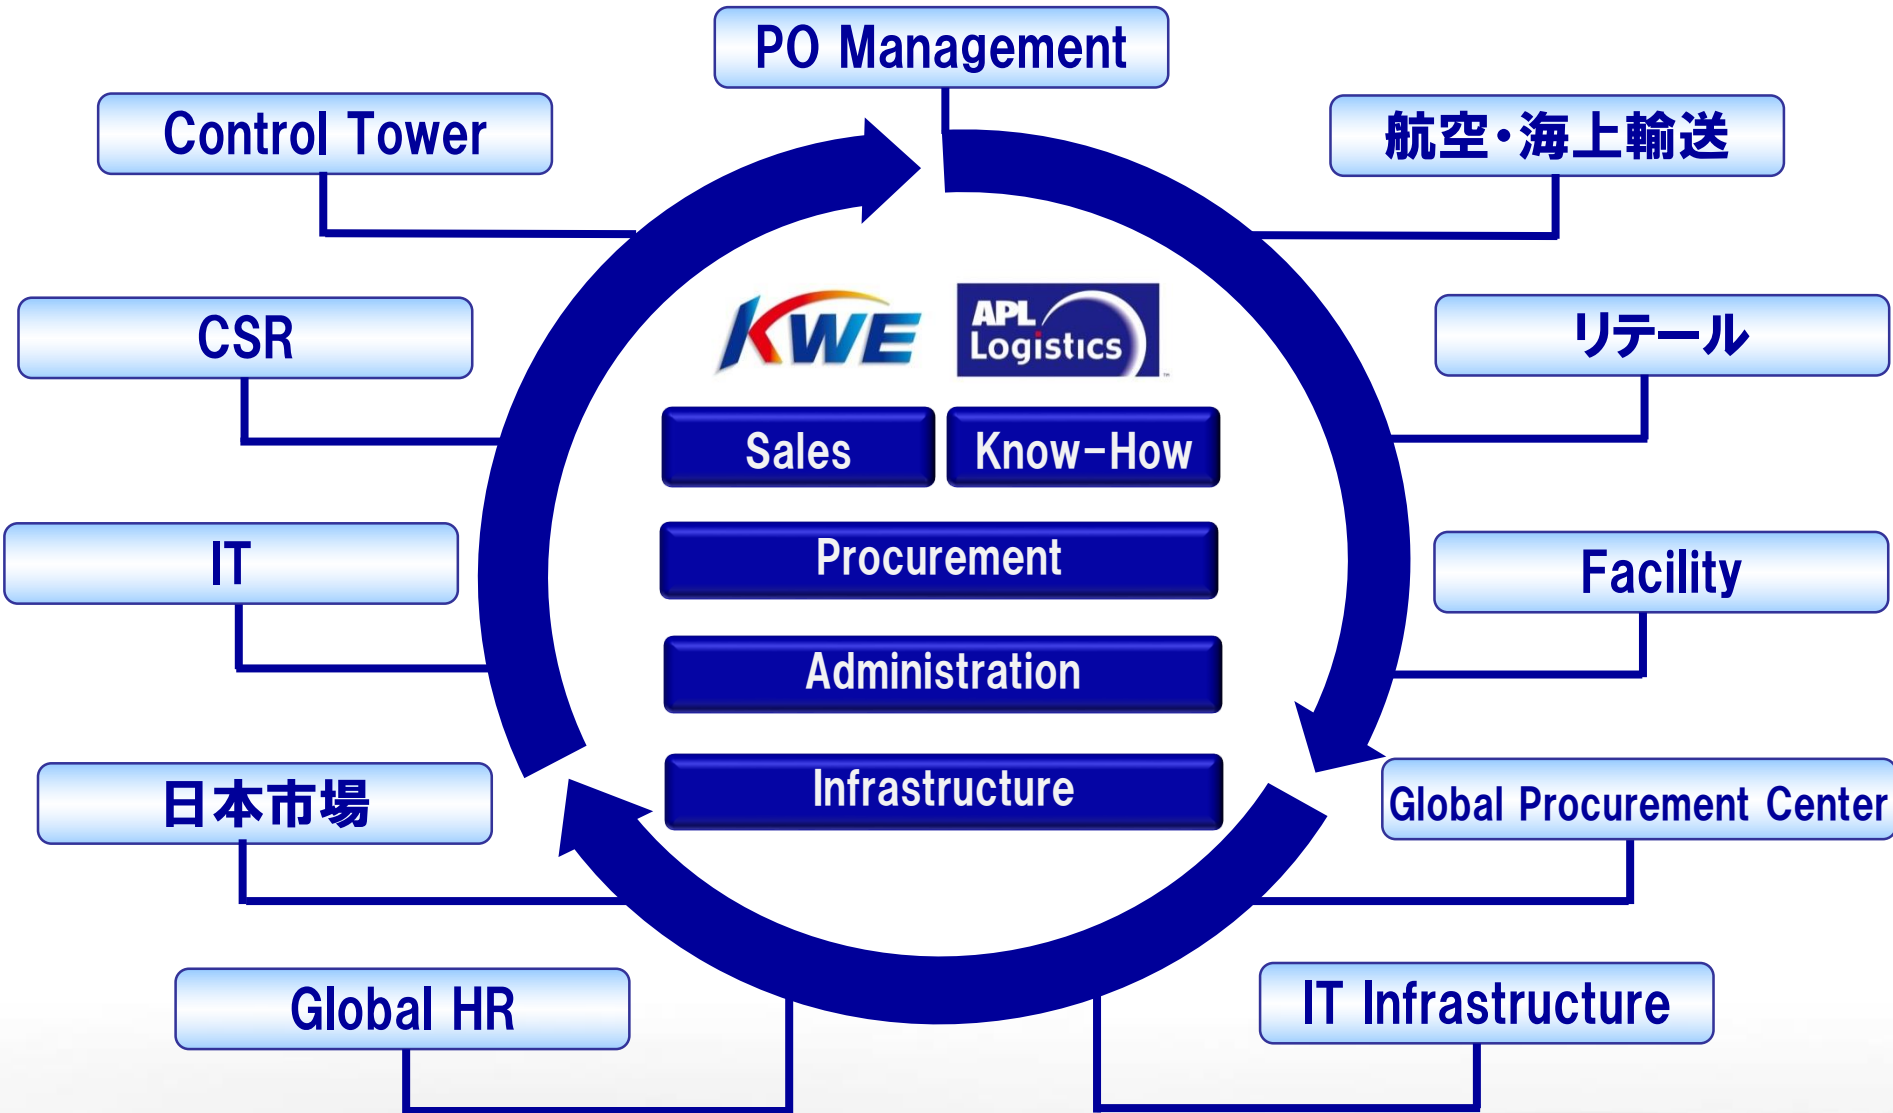 PO Management
Control Tower
航空・海上輸送
CSR
KWE
APL
Logistics
リテール
Sales
Know-How
IT
Procurement
Facility
Administration
日本市場
Infrastructure
Global Procurement Center
Global HR
IT Infrastructure